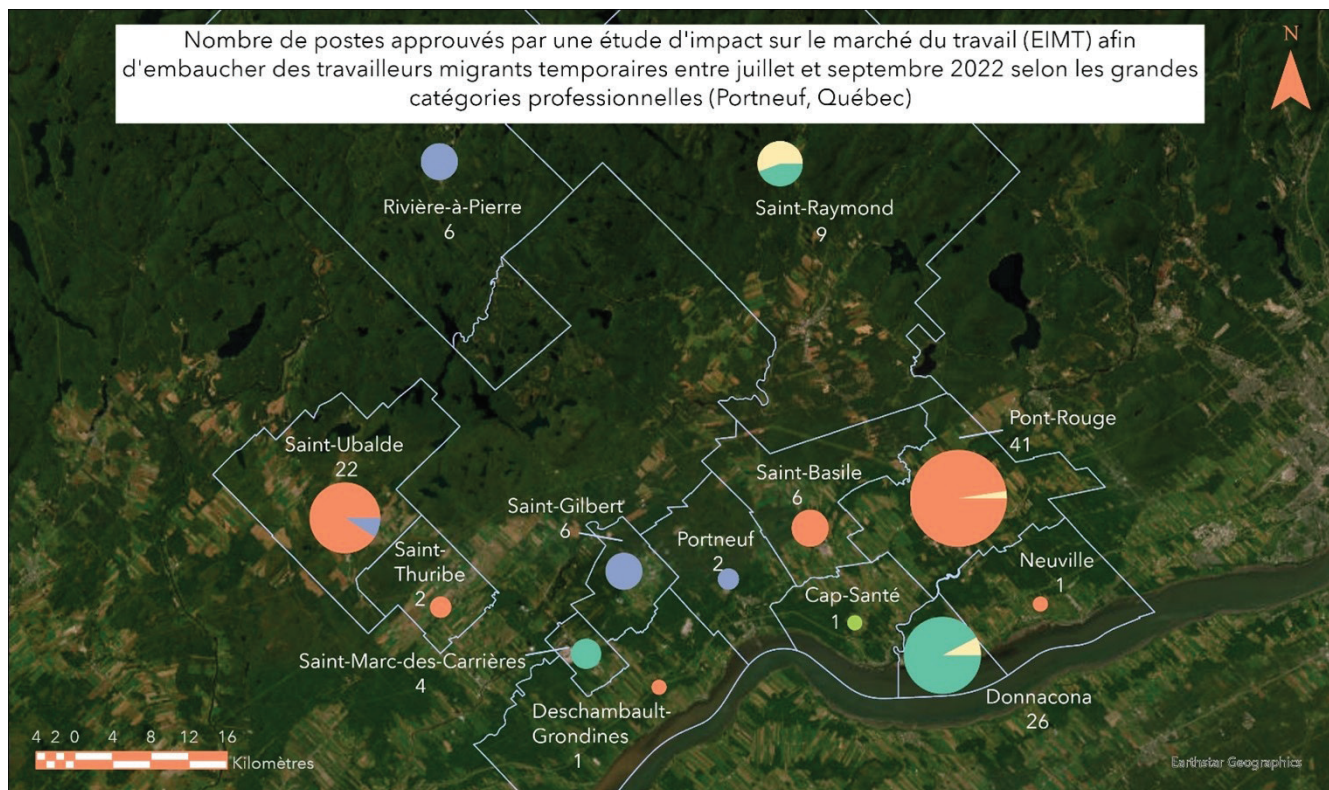 Nombre de postes approuvés par une étude d'impact sur le marché du travail (EIMT) afin
d'embaucher des travailleurs migrants temporaires entre juillet et septembre 2022 selon les grandes
catégories professionnelles (Portneuf, Québec)
N
Rivière-à-Pierre
6
Saint-Raymond
9
Pont-Rouge
41
Saint-Ubalde
22
Saint-Basile
6
Saint-Gilbert
6
Portneuf
2
Saint-
Thuribe
2
Neuville
1
Cap-Santé
1
Saint-Marc-des-Carrières
4
Donnacona
26
Deschambault-
Grondines
1
4 2 0 4 8 12 16
Kilomètres
Earthstar Geographics